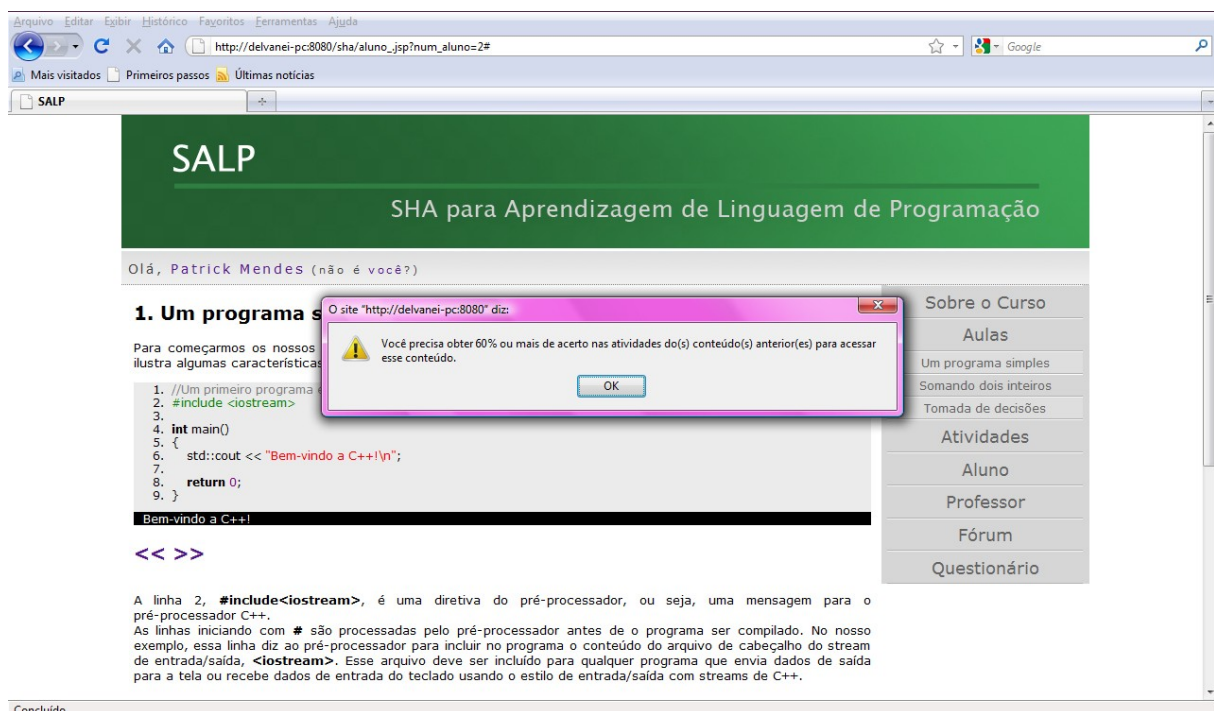 Arquivo Editar Exibir Histórico Favoritos Ferramentas Ajuda
http://delvanei-pc:8080/sha/aluno_.jsp?num_aluno=2#
Google
Mais visitados Primeiros passos Últimas notícias
SALP
SALP
SHA para Aprendizagem de Linguagem de Programação
Olá, Patrick Mendes (não é você?)
1. Um programa s
Para começarmos os nossos
ilustra algumas características
1. //Um primeiro programa
2. #include <iostream>
3.
4. int main()
5. {
6. std::cout << "Bem-vindo a C++!\n";
7.
8. return 0;
9. }
Bem-vindo a C++!
<< >>
A linha 2, #include<iostream>, é uma diretiva do pré-processador, ou seja, uma mensagem para o
pré-processador C++.
As linhas iniciando com # são processadas pelo pré-processador antes de o programa ser compilado. No nosso
exemplo, essa linha diz ao pré-processador para incluir no programa o conteúdo do arquivo de cabeçalho do stream
de entrada/saída, <iostream>. Esse arquivo deve ser incluído para qualquer programa que envia dados de saída
para a tela ou recebe dados de entrada do teclado usando o estilo de entrada/saída com streams de C++.
O site "http://delvanei-pc:8080" diz:
Você precisa obter 60% ou mais de acerto nas atividades do(s) conteúdo(s) anterior(es) para acessar
esse conteúdo.
OK
Sobre o Curso
Aulas
Um programa simples
Somando dois inteiros
Tomada de decisões
Atividades
Aluno
Professor
Fórum
Questionário
Concluído